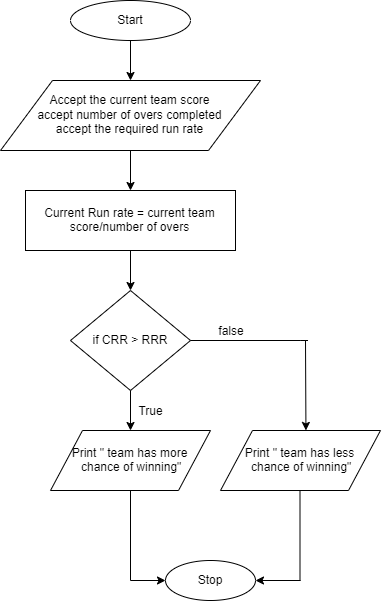 Start
Accept the current team score
accept number of overs completed
accept the required run rate
Current Run rate = current team
score/number of overs
if CRR > RRR
false
True
Print " team has more
chance of winning"
Print " team has less
chance of winning"
Stop